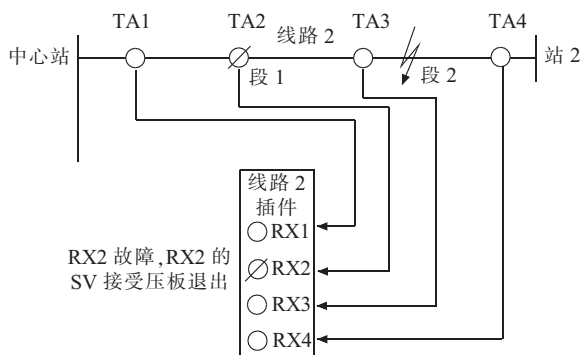 TA1 TA2 线路 2 TA3 TA4
中心站 站 2
段 1 段 2
线路 2
插件
RX1
RX2 故障,RX2 的 RX2
SV 接受压板退出
RX3
RX4